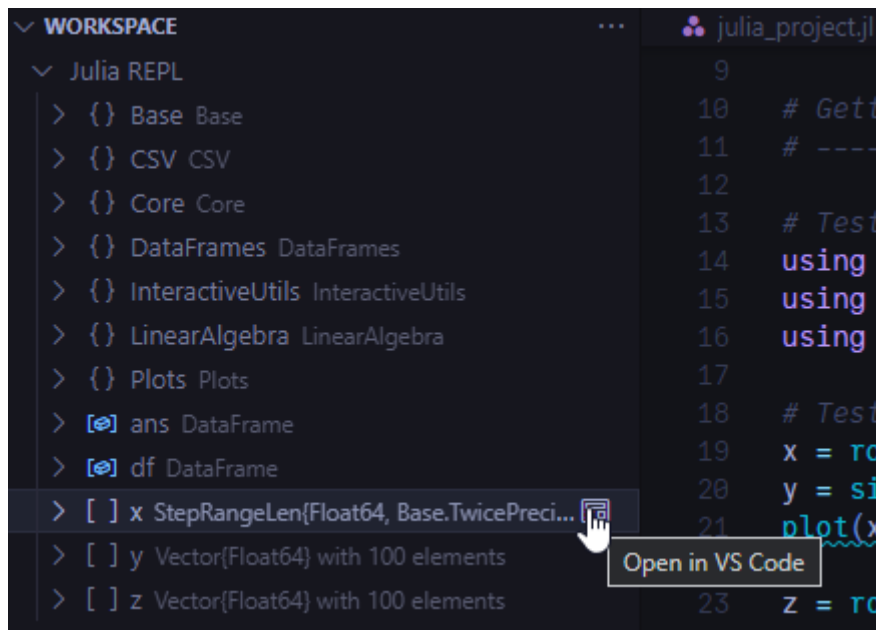 WORKSPACE ...
Julia REPL
{} Base Base
{} CSV CSV
{} Core Core
{} DataFrames DataFrames
{} InteractiveUtils InteractiveUtils
{} LinearAlgebra LinearAlgebra
{} Plots Plots
[] ans DataFrame
[] df DataFrame
[ ] x StepRangeLen{Float64, Base.TwicePreci...
[ ] y Vector{Float64} with 100 elements
[ ] z Vector{Float64} with 100 elements
julia_project.jl
9
10 # Gett
11 # ----
12
13 # Test
14 using
15 using
16 using
17
18 # Test
19 x = ro
20 y = si
21 plot(x
Open in VS Code
23 z = ro